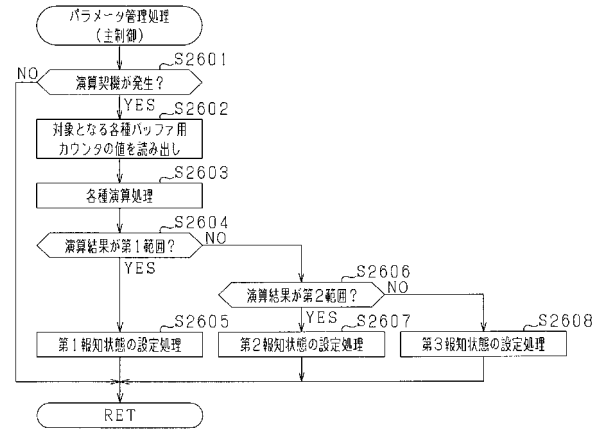 パラメータ管理処理
(主制御)
S2601
演算契機が発生?
NO
YES
S2602
対象となる各種バッファ用
カウンタの値を読み出し
S2603
各種演算処理
S2604
演算結果が第1範囲?
NO
YES
S2606
演算結果が第2範囲?
NO
YES
S2605
第1報知状態の設定処理
S2607
第2報知状態の設定処理
S2608
第3報知状態の設定処理
RET